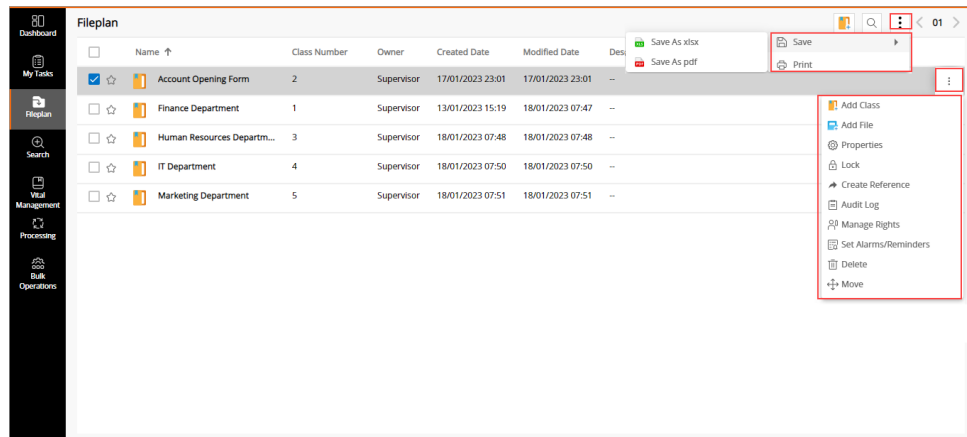 Dashboard
My Tasks
Fileplan
Search
Vital
Management
Processing
Bulk
Operations
Fileplan
01
Name ↑ Class Number Owner Created Date Modified Date Des
Save As xlsx
Save As pdf
Save
Print
Account Opening Form 2 Supervisor 17/01/2023 23:01 17/01/2023 23:01 --
Finance Department 1 Supervisor 13/01/2023 15:19 18/01/2023 07:47 --
Human Resources Departm... 3 Supervisor 18/01/2023 07:48 18/01/2023 07:48 --
IT Department 4 Supervisor 18/01/2023 07:50 18/01/2023 07:50 --
Marketing Department 5 Supervisor 18/01/2023 07:51 18/01/2023 07:51 --
Add Class
Add File
Properties
Lock
Create Reference
Audit Log
Manage Rights
Set Alarms/Reminders
Delete
Move